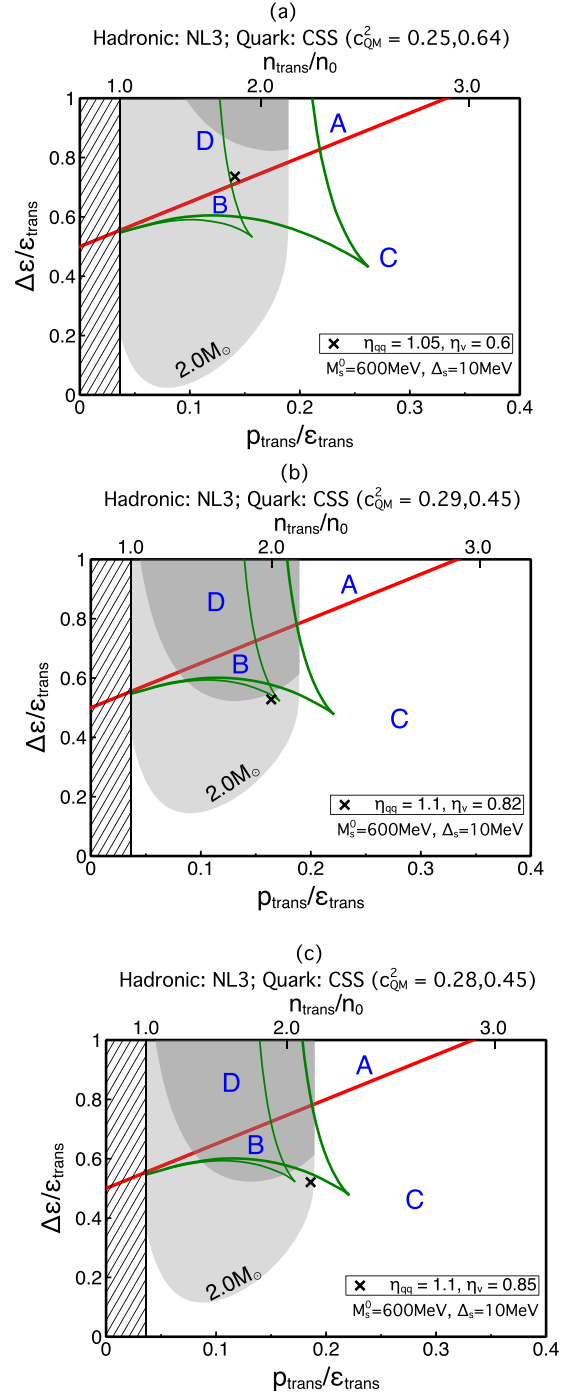 (a)
Hadronic: NL3; Quark: CSS (c²QM = 0.25,0.64)
ntrans/n0
1.0 2.0 3.0
1
0.8
0.6
0.4
0.2
0
Δε/εtrans
A
D
B
C
2.0M⊙
× ηqq = 1.05, ηv = 0.6
M⁰s=600MeV, Δs=10MeV
0 0.1 0.2 0.3 0.4
ptrans/εtrans
(b)
Hadronic: NL3; Quark: CSS (c²QM = 0.29,0.45)
ntrans/n0
1.0 2.0 3.0
1
0.8
0.6
0.4
0.2
0
Δε/εtrans
A
D
B
C
2.0M⊙
× ηqq = 1.1, ηv = 0.82
M⁰s=600MeV, Δs=10MeV
0 0.1 0.2 0.3 0.4
ptrans/εtrans
(c)
Hadronic: NL3; Quark: CSS (c²QM = 0.28,0.45)
ntrans/n0
1.0 2.0 3.0
1
0.8
0.6
0.4
0.2
0
Δε/εtrans
A
D
B
C
2.0M⊙
× ηqq = 1.1, ηv = 0.85
M⁰s=600MeV, Δs=10MeV
0 0.1 0.2 0.3 0.4
ptrans/εtrans